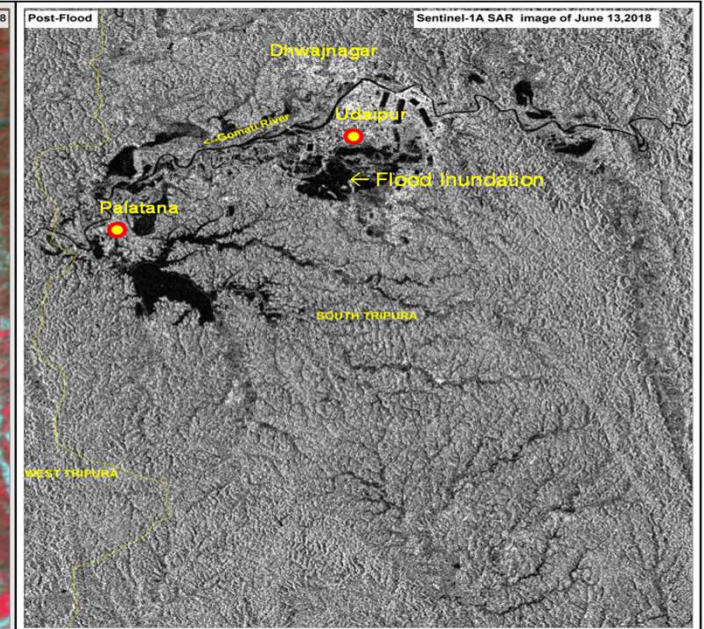 8
Post-Flood
Sentinel-1A SAR image of June 13,2018
Dhwajnagar
Udaipur
<--Gomati River
← Flood Inundation
Palatana
SOUTH TRIPURA
WEST TRIPURA